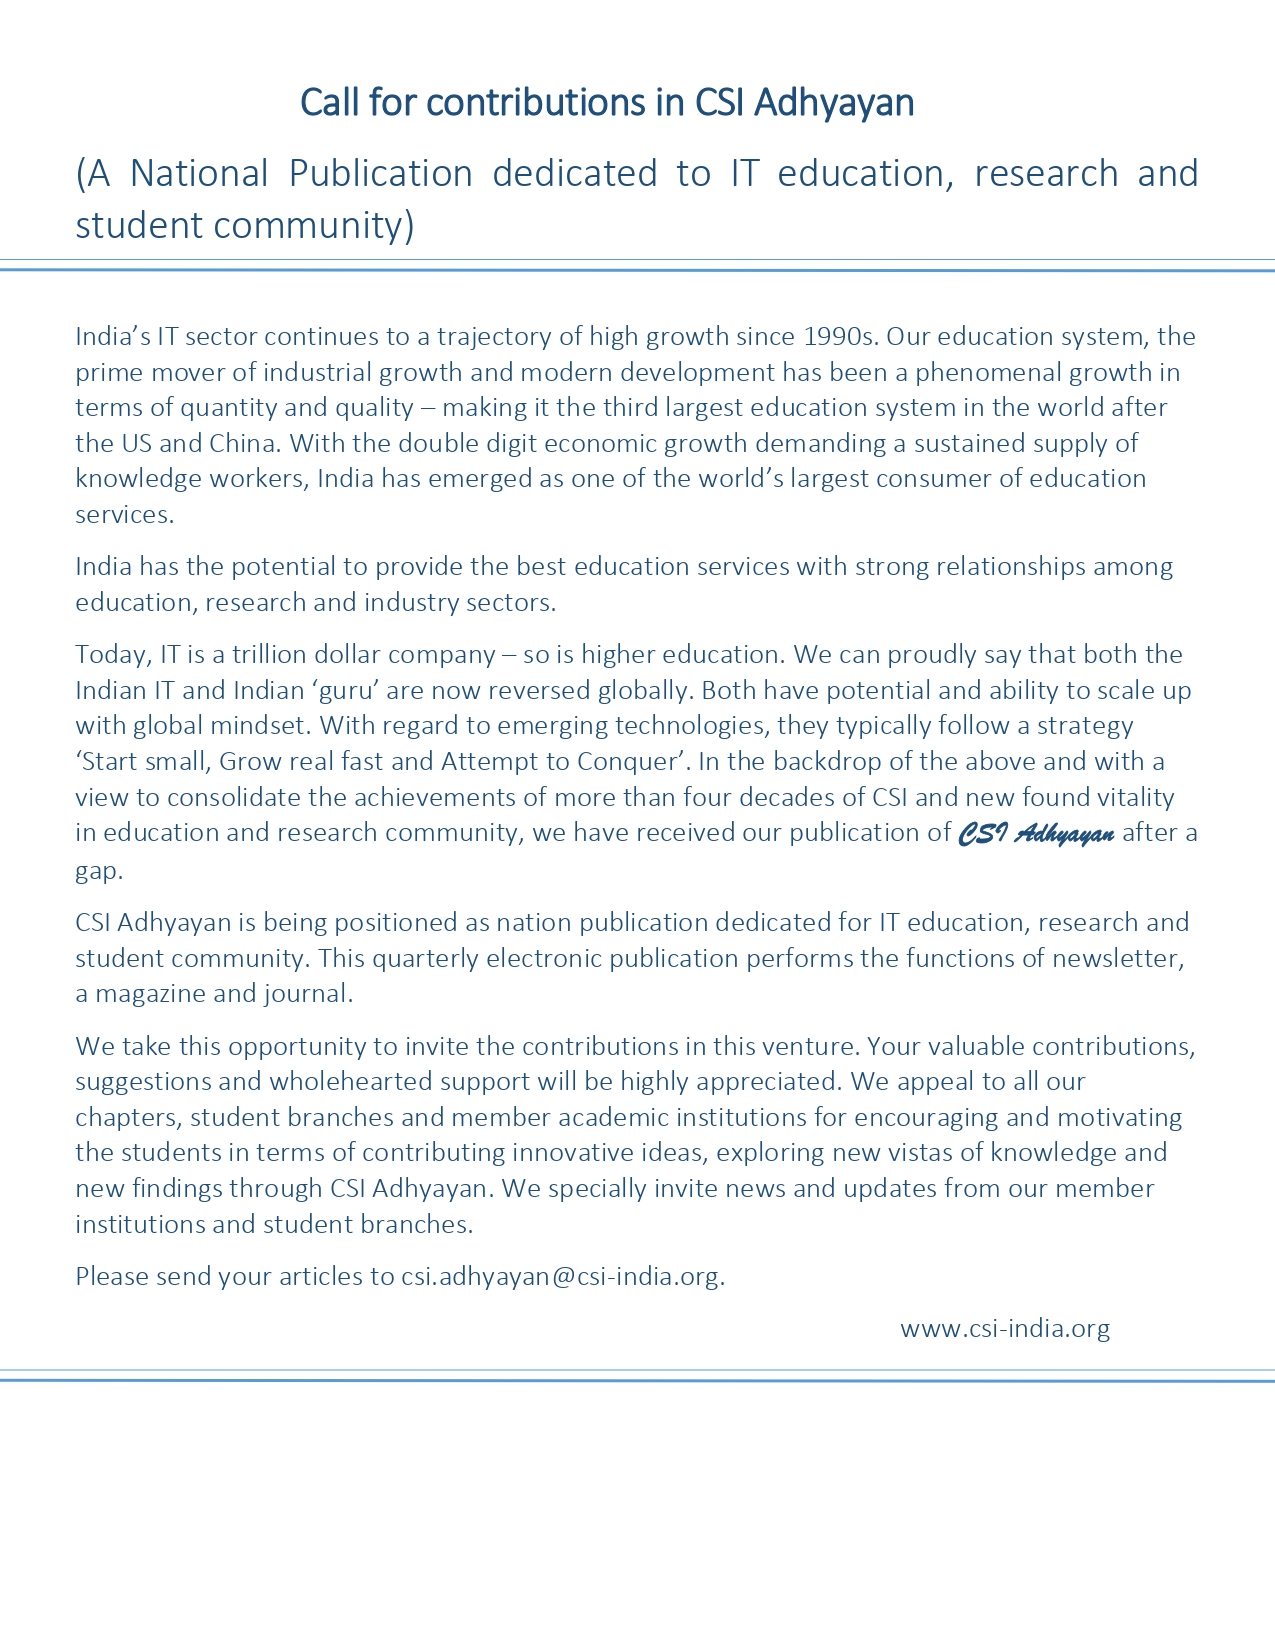 Call for contributions in CSI Adhyayan
(A National Publication dedicated to IT education, research and
student community)
India’s IT sector continues to a trajectory of high growth since 1990s. Our education system, the
prime mover of industrial growth and modern development has been a phenomenal growth in
terms of quantity and quality – making it the third largest education system in the world after
the US and China. With the double digit economic growth demanding a sustained supply of
knowledge workers, India has emerged as one of the world’s largest consumer of education
services.
India has the potential to provide the best education services with strong relationships among
education, research and industry sectors.
Today, IT is a trillion dollar company – so is higher education. We can proudly say that both the
Indian IT and Indian ‘guru’ are now reversed globally. Both have potential and ability to scale up
with global mindset. With regard to emerging technologies, they typically follow a strategy
‘Start small, Grow real fast and Attempt to Conquer’. In the backdrop of the above and with a
view to consolidate the achievements of more than four decades of CSI and new found vitality
in education and research community, we have received our publication of CSI Adhyayan after a
gap.
CSI Adhyayan is being positioned as nation publication dedicated for IT education, research and
student community. This quarterly electronic publication performs the functions of newsletter,
a magazine and journal.
We take this opportunity to invite the contributions in this venture. Your valuable contributions,
suggestions and wholehearted support will be highly appreciated. We appeal to all our
chapters, student branches and member academic institutions for encouraging and motivating
the students in terms of contributing innovative ideas, exploring new vistas of knowledge and
new findings through CSI Adhyayan. We specially invite news and updates from our member
institutions and student branches.
Please send your articles to csi.adhyayan@csi-india.org.
www.csi-india.org